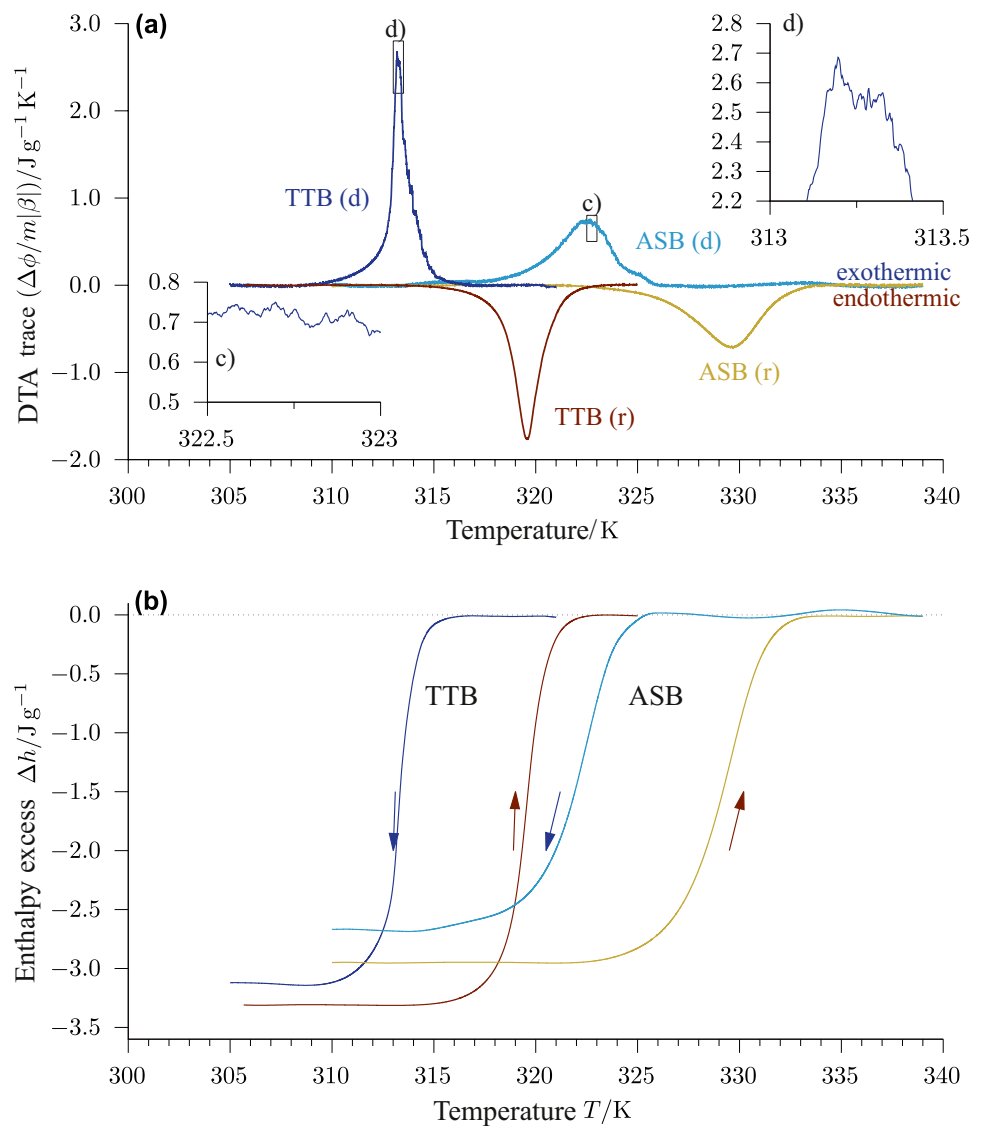 (a)
3.0
2.0
1.0
0.0
−1.0
−2.0
DTA trace (Δϕ/m|β|)/J g⁻¹ K⁻¹
d)
TTB (d)
c)
ASB (d)
exothermic
endothermic
ASB (r)
TTB (r)
d)
2.8
2.7
2.6
2.5
2.4
2.3
2.2
313 313.5
0.8
0.7
0.6
0.5
c)
322.5 323
300 305 310 315 320 325 330 335 340
Temperature/K
(b)
0.0
−0.5
−1.0
−1.5
−2.0
−2.5
−3.0
−3.5
Enthalpy excess Δh/J g⁻¹
TTB ASB
300 305 310 315 320 325 330 335 340
Temperature T/K